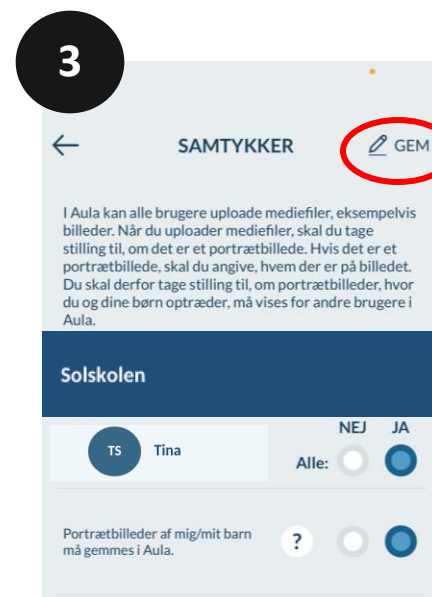 3
SAMTYKKER
GEM
I Aula kan alle brugere uploade mediefiler, eksempelvis
billeder. Når du uploader mediefiler, skal du tage
stilling til, om det er et portrætbillede. Hvis det er et
portrætbillede, skal du angive, hvem der er på billedet.
Du skal derfor tage stilling til, om portrætbilleder, hvor
du og dine børn optræder, må vises for andre brugere i
Aula.
Solskolen
NEJ JA
TS Tina
Alle:
Portrætbilleder af mig/mit barn
må gemmes i Aula.
?